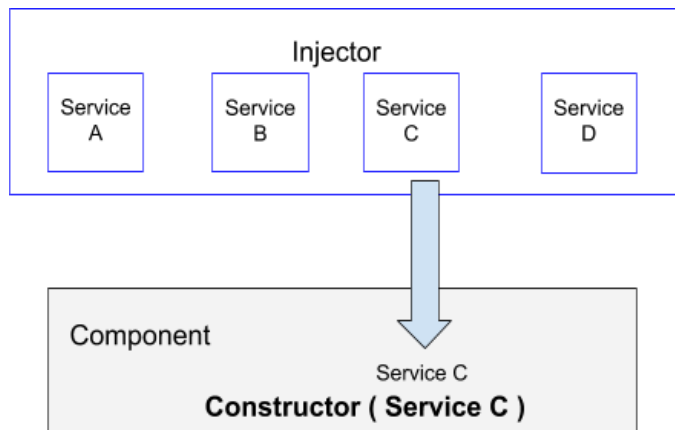 Injector
Service
A
Service
B
Service
C
Service
D
Component
Service C
Constructor ( Service C )